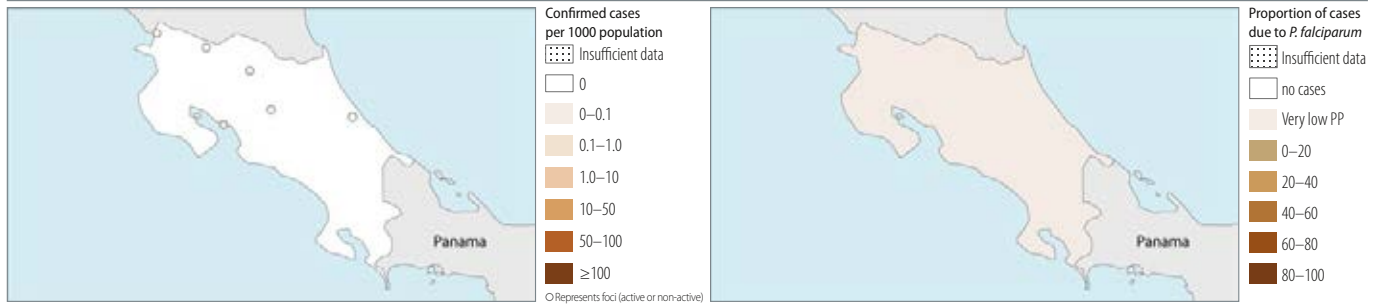 Confirmed cases
per 1000 population
Insufficient data
0
0–0.1
0.1–1.0
1.0–10
10–50
50–100
≥100
Panama
O Represents foci (active or non-active)
Proportion of cases
due to P. falciparum
Insufficient data
no cases
Very low PP
0–20
20–40
40–60
60–80
80–100
Panama